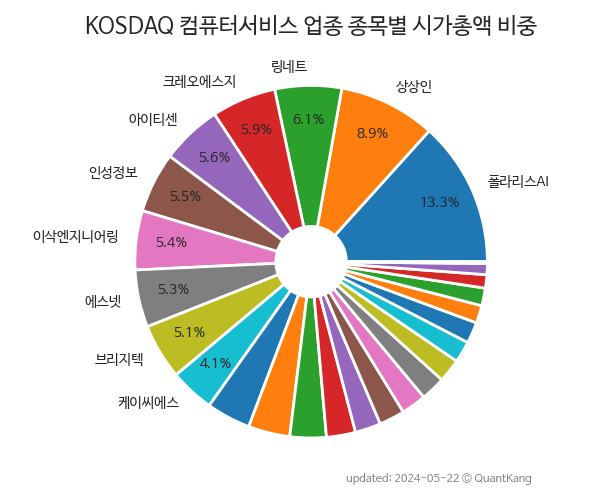 KOSDAQ 컴퓨터서비스 업종 종목별 시가총액 비중
링네트
크레오에스지
상상인
아이티센
인성정보
폴라리스AI
이삭엔지니어링
에스넷
브리지텍
케이씨에스
6.1%
5.9%
8.9%
5.6%
5.5%
13.3%
5.4%
5.3%
5.1%
4.1%
updated: 2024-05-22 © QuantKang